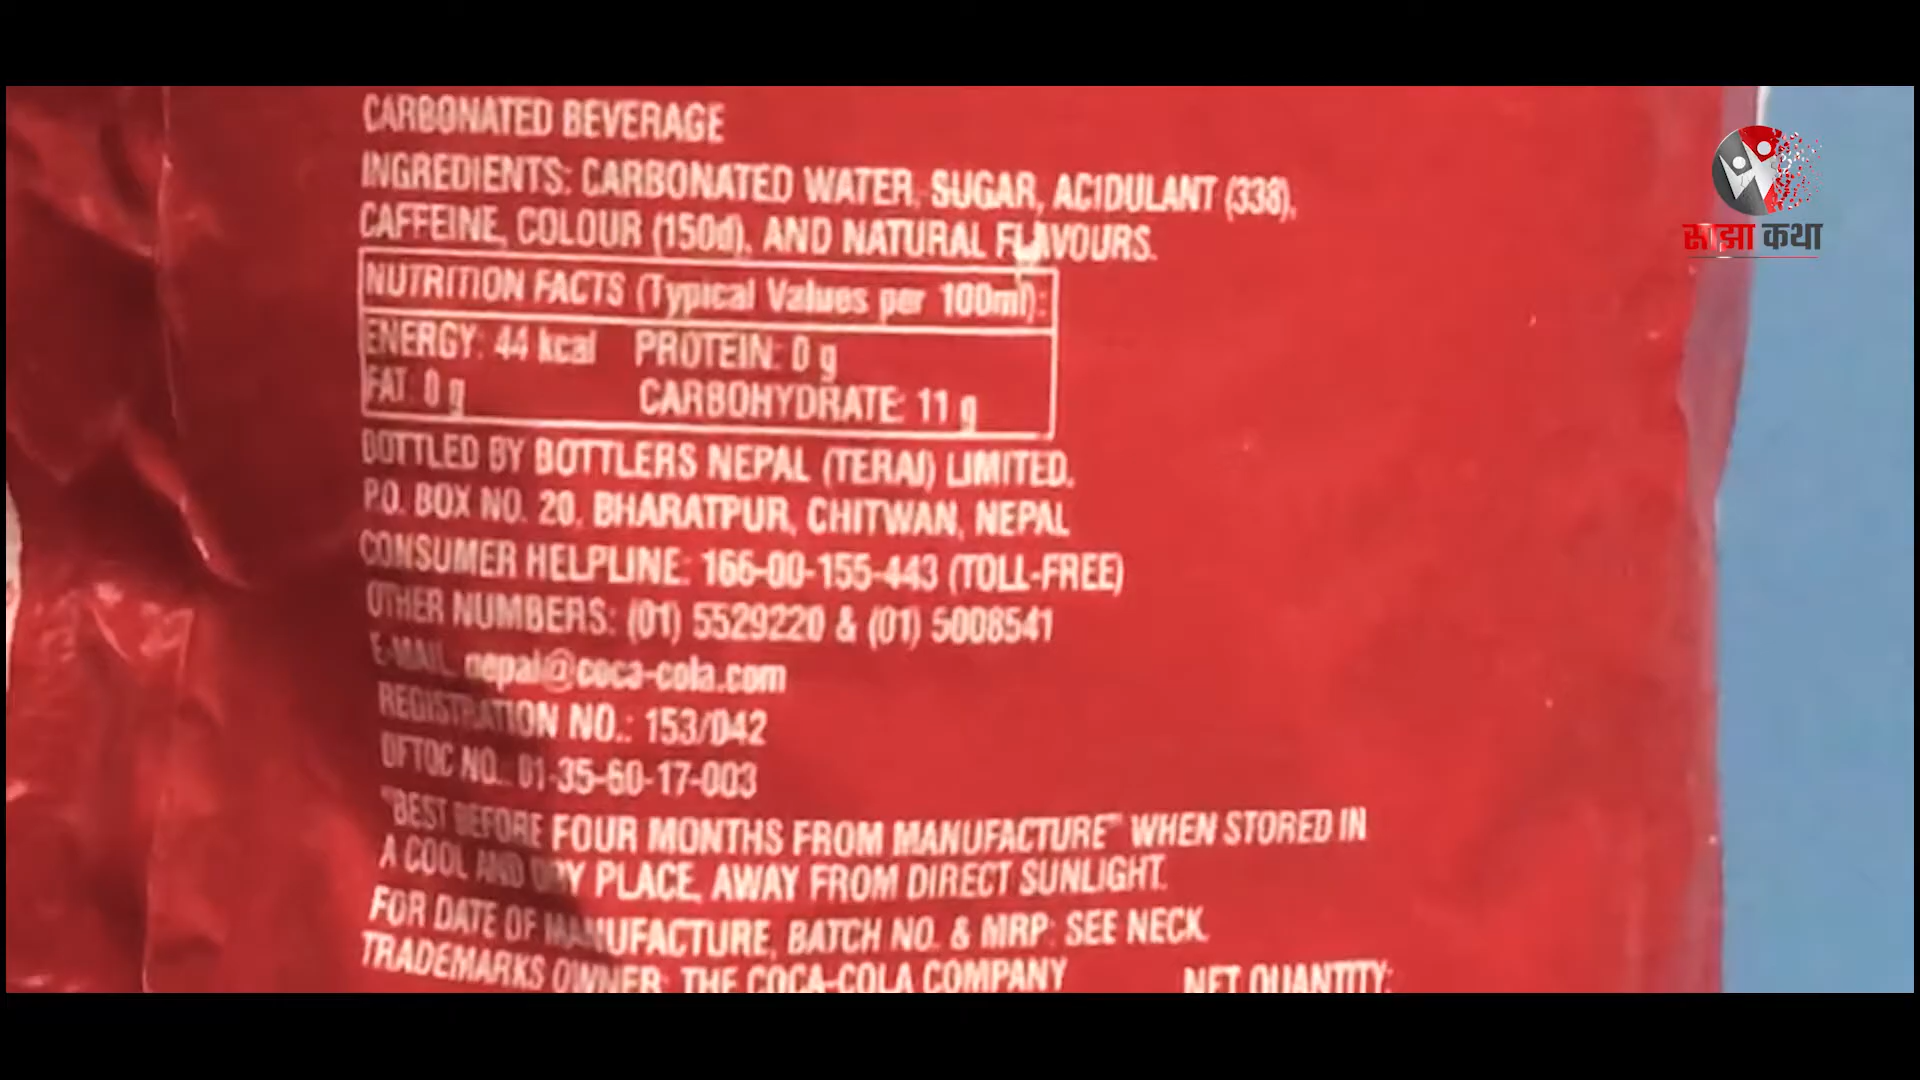 CARBONATED BEVERAGE
INGREDIENTS: CARBONATED WATER, SUGAR, ACIDULANT (338),
CAFFEINE, COLOUR (150d), AND NATURAL FLAVOURS.
NUTRITION FACTS (Typical Values per 100ml):
ENERGY: 44 kcal PROTEIN: 0 g
FAT: 0 g CARBOHYDRATE: 11 g
BOTTLED BY BOTTLERS NEPAL (TERAI) LIMITED,
P.O. BOX NO. 20, BHARATPUR, CHITWAN, NEPAL
CONSUMER HELPLINE: 166-00-155-443 (TOLL-FREE)
OTHER NUMBERS: (01) 5529220 & (01) 5008541
E-MAIL: nepal@coca-cola.com
REGISTRATION NO.: 153/042
DFTQC NO.: 01-35-60-17-003
"BEST BEFORE FOUR MONTHS FROM MANUFACTURE" WHEN STORED IN
A COOL AND DRY PLACE, AWAY FROM DIRECT SUNLIGHT.
FOR DATE OF MANUFACTURE, BATCH NO. & MRP: SEE NECK.
TRADEMARKS OWNER: THE COCA-COLA COMPANY
NET QUANTITY:
साझा कथा